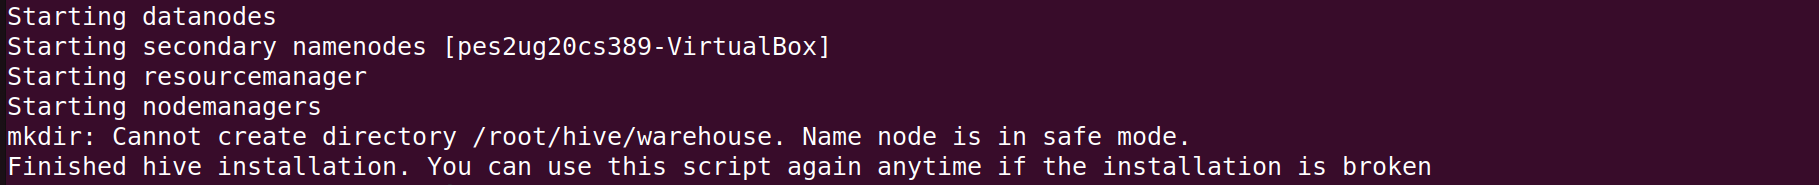 Starting datanodes
Starting secondary namenodes [pes2ug20cs389-VirtualBox]
Starting resourcemanager
Starting nodemanagers
mkdir: Cannot create directory /root/hive/warehouse. Name node is in safe mode.
Finished hive installation. You can use this script again anytime if the installation is broken